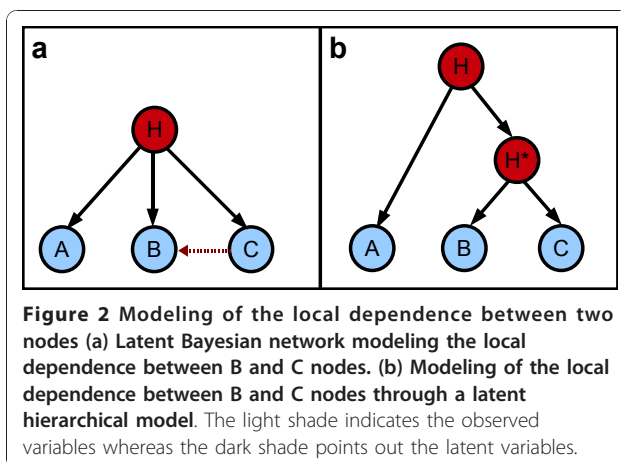 a
b
H
H
H*
A
B
C
A
B
C
Figure 2 Modeling of the local dependence between two
nodes (a) Latent Bayesian network modeling the local
dependence between B and C nodes. (b) Modeling of the local
dependence between B and C nodes through a latent
hierarchical model. The light shade indicates the observed
variables whereas the dark shade points out the latent variables.